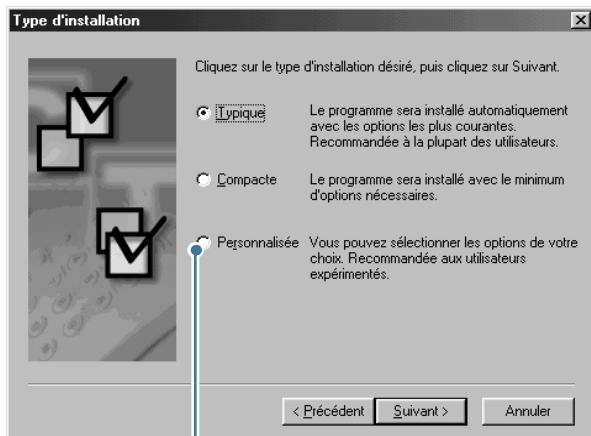 Type d'installation
Cliquez sur le type d'installation désiré, puis cliquez sur Suivant.
Typique
Le programme sera installé automatiquement
avec les options les plus courantes.
Recommandée à la plupart des utilisateurs.
Compacte
Le programme sera installé avec le minimum
d'options nécessaires.
Personnalisée
Vous pouvez sélectionner les options de votre
choix. Recommandée aux utilisateurs
expérimentés.
< Précédent
Suivant >
Annuler